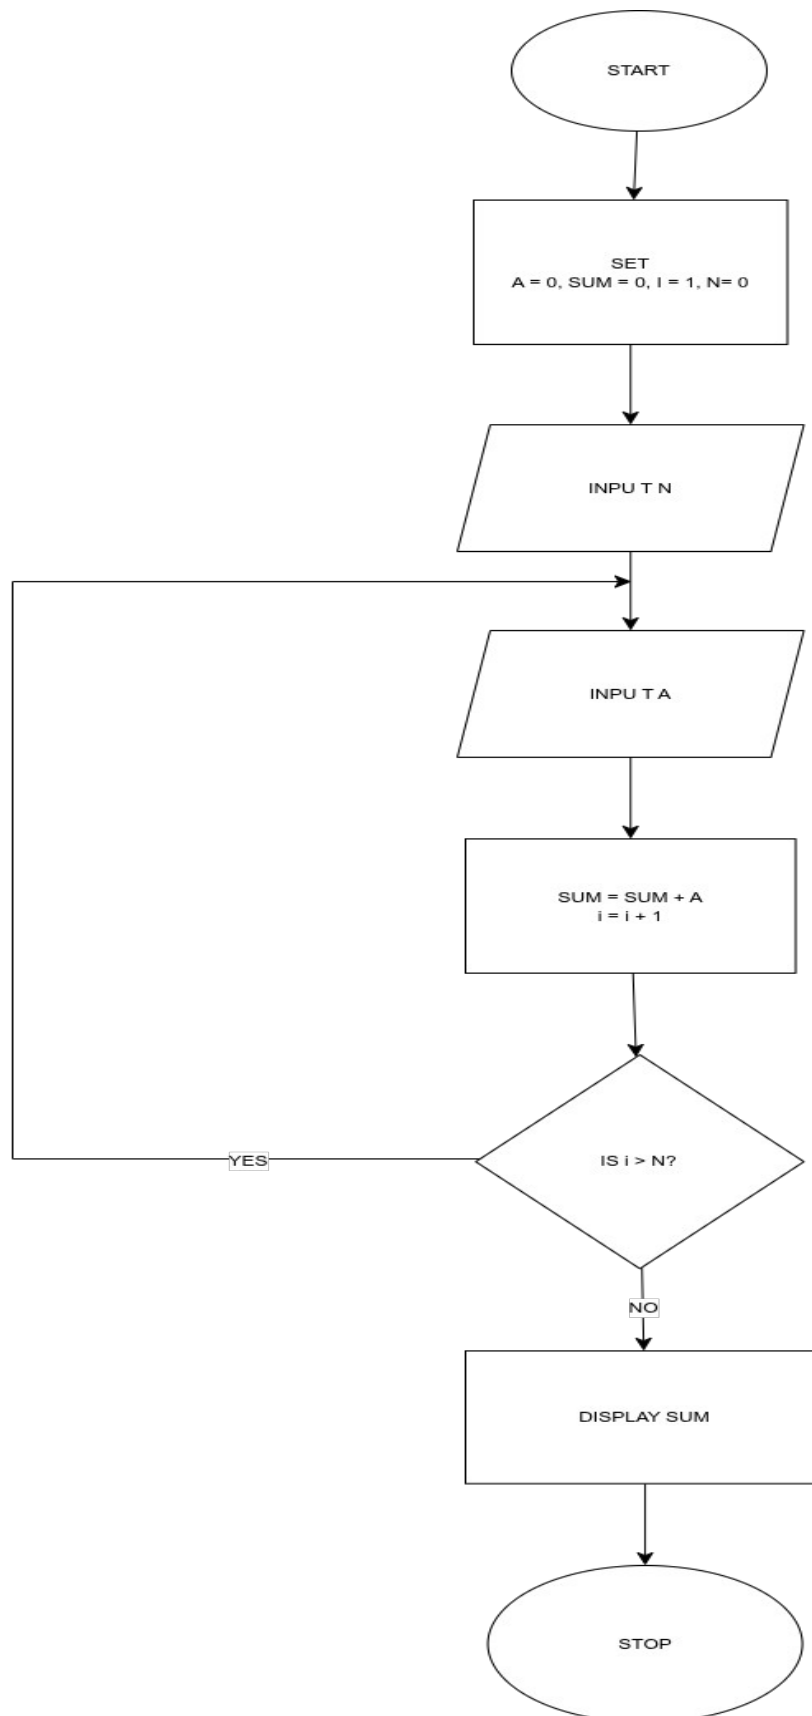 START
SET
A = 0, SUM = 0, I = 1, N= 0
INPU T N
INPU T A
SUM = SUM + A
i = i + 1
YES
IS i > N?
NO
DISPLAY SUM
STOP